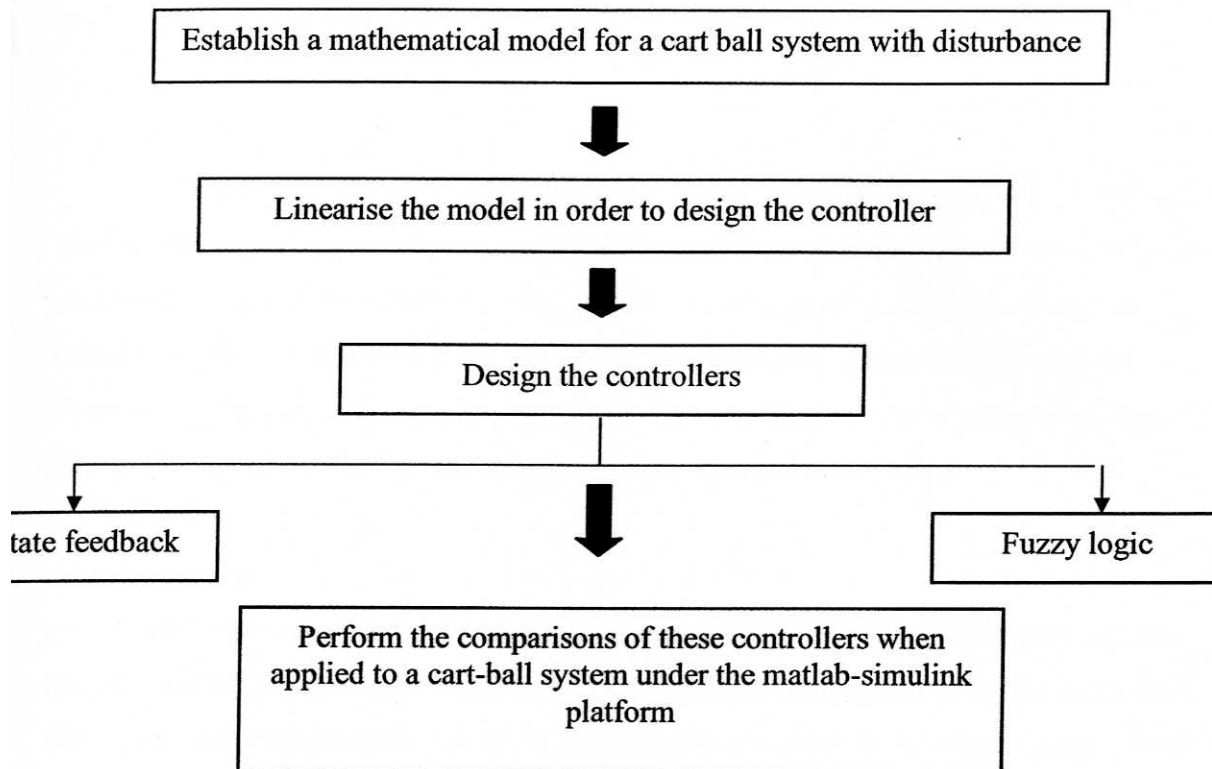 Establish a mathematical model for a cart ball system with disturbance
Linearise the model in order to design the controller
Design the controllers
tate feedback
Fuzzy logic
Perform the comparisons of these controllers when
applied to a cart-ball system under the matlab-simulink
platform